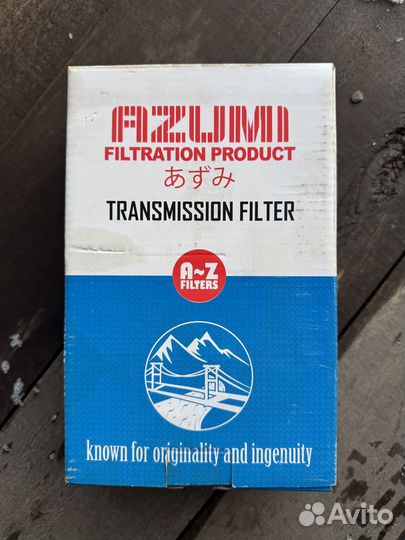 AZUMI
FILTRATION PRODUCT
あずみ
TRANSMISSION FILTER
A~Z
FILTERS
known for originality and ingenuity
Avito